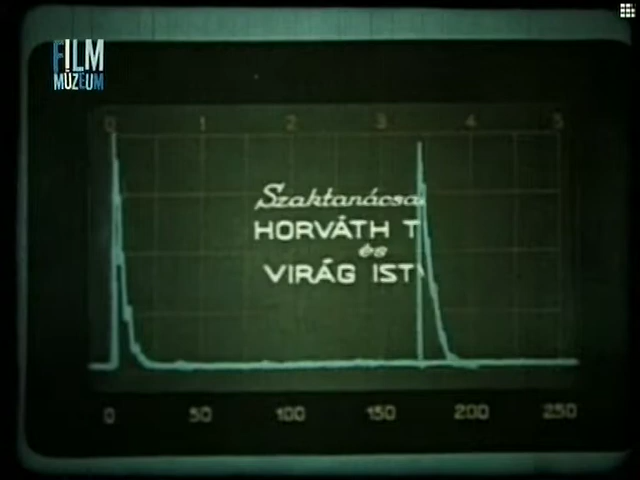 FILM
MÚZEUM
0 1 2 3 4 5
Szaktanácsa
HORVÁTH T
és
VIRÁG IST
0 50 100 150 200 250